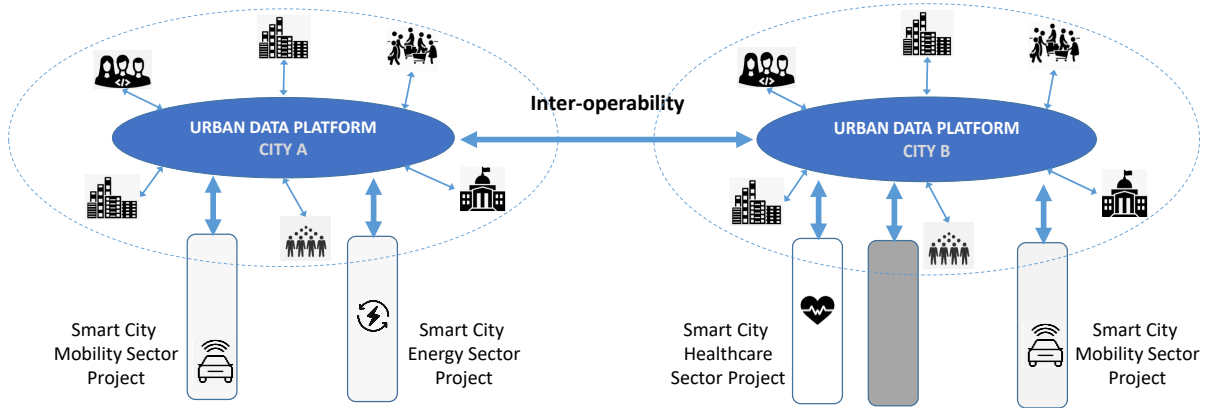 Inter-operability
URBAN DATA PLATFORM
CITY A
URBAN DATA PLATFORM
CITY B
Smart City
Mobility Sector
Project
Smart City
Energy Sector
Project
Smart City
Healthcare
Sector Project
Smart City
Mobility Sector
Project